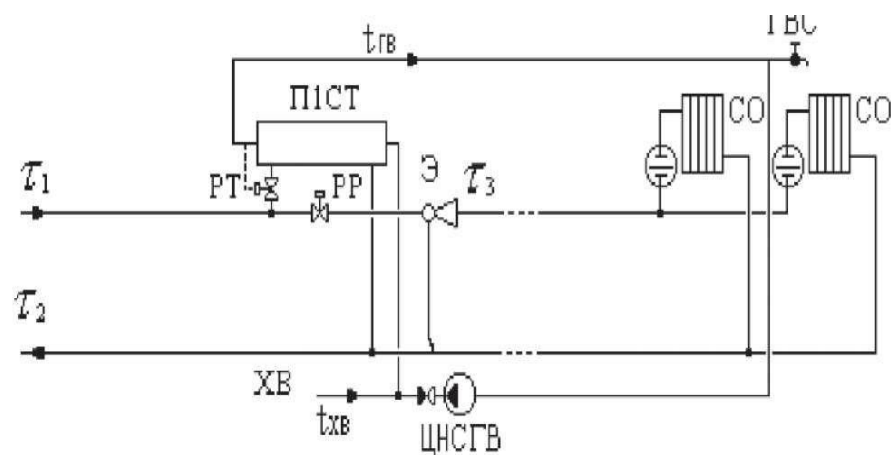 ГВС
tгв
П1СТ
СО
СО
РТ
РР
Э
τ3
τ1
τ2
ХВ
tхв
ЦНСГВ